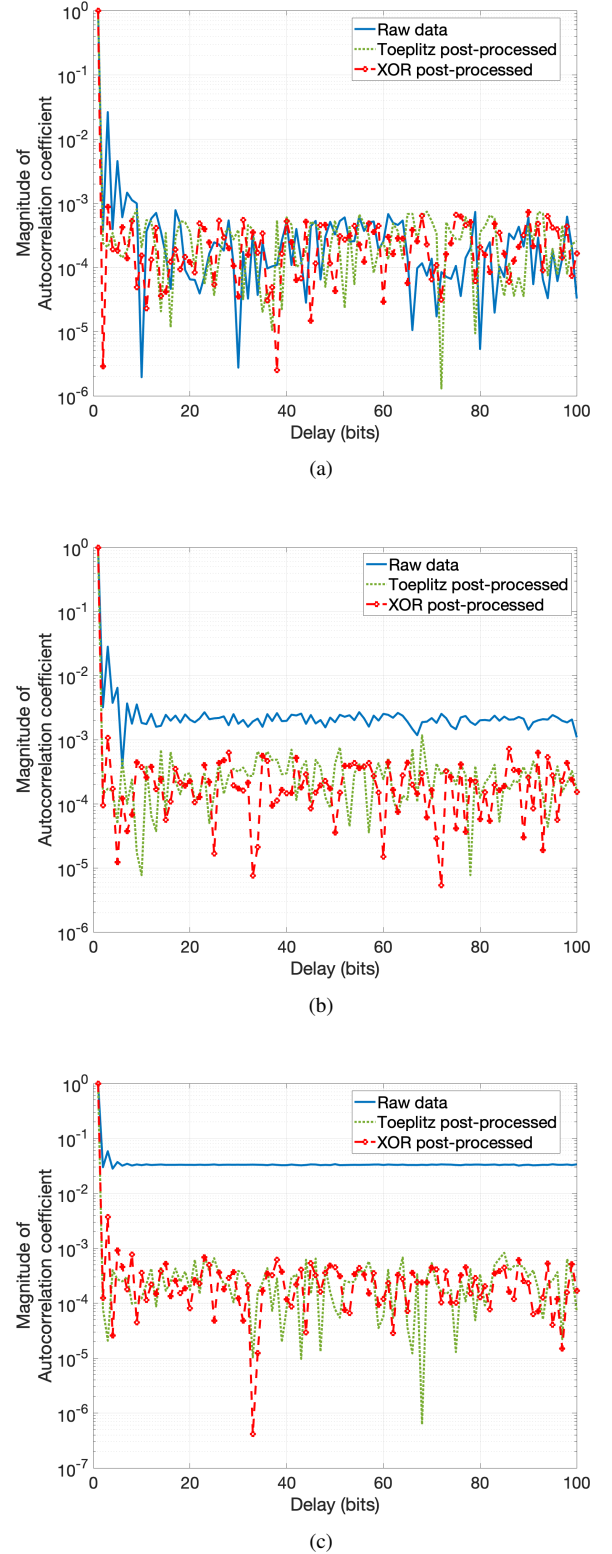 10^0
10^-1
10^-2
10^-3
10^-4
10^-5
10^-6
Magnitude of
Autocorrelation coefficient
Raw data
Toeplitz post-processed
XOR post-processed
0 20 40 60 80 100
Delay (bits)
(a)
10^0
10^-1
10^-2
10^-3
10^-4
10^-5
10^-6
Magnitude of
Autocorrelation coefficient
Raw data
Toeplitz post-processed
XOR post-processed
0 20 40 60 80 100
Delay (bits)
(b)
10^0
10^-1
10^-2
10^-3
10^-4
10^-5
10^-6
10^-7
Magnitude of
Autocorrelation coefficient
Raw data
Toeplitz post-processed
XOR post-processed
0 20 40 60 80 100
Delay (bits)
(c)